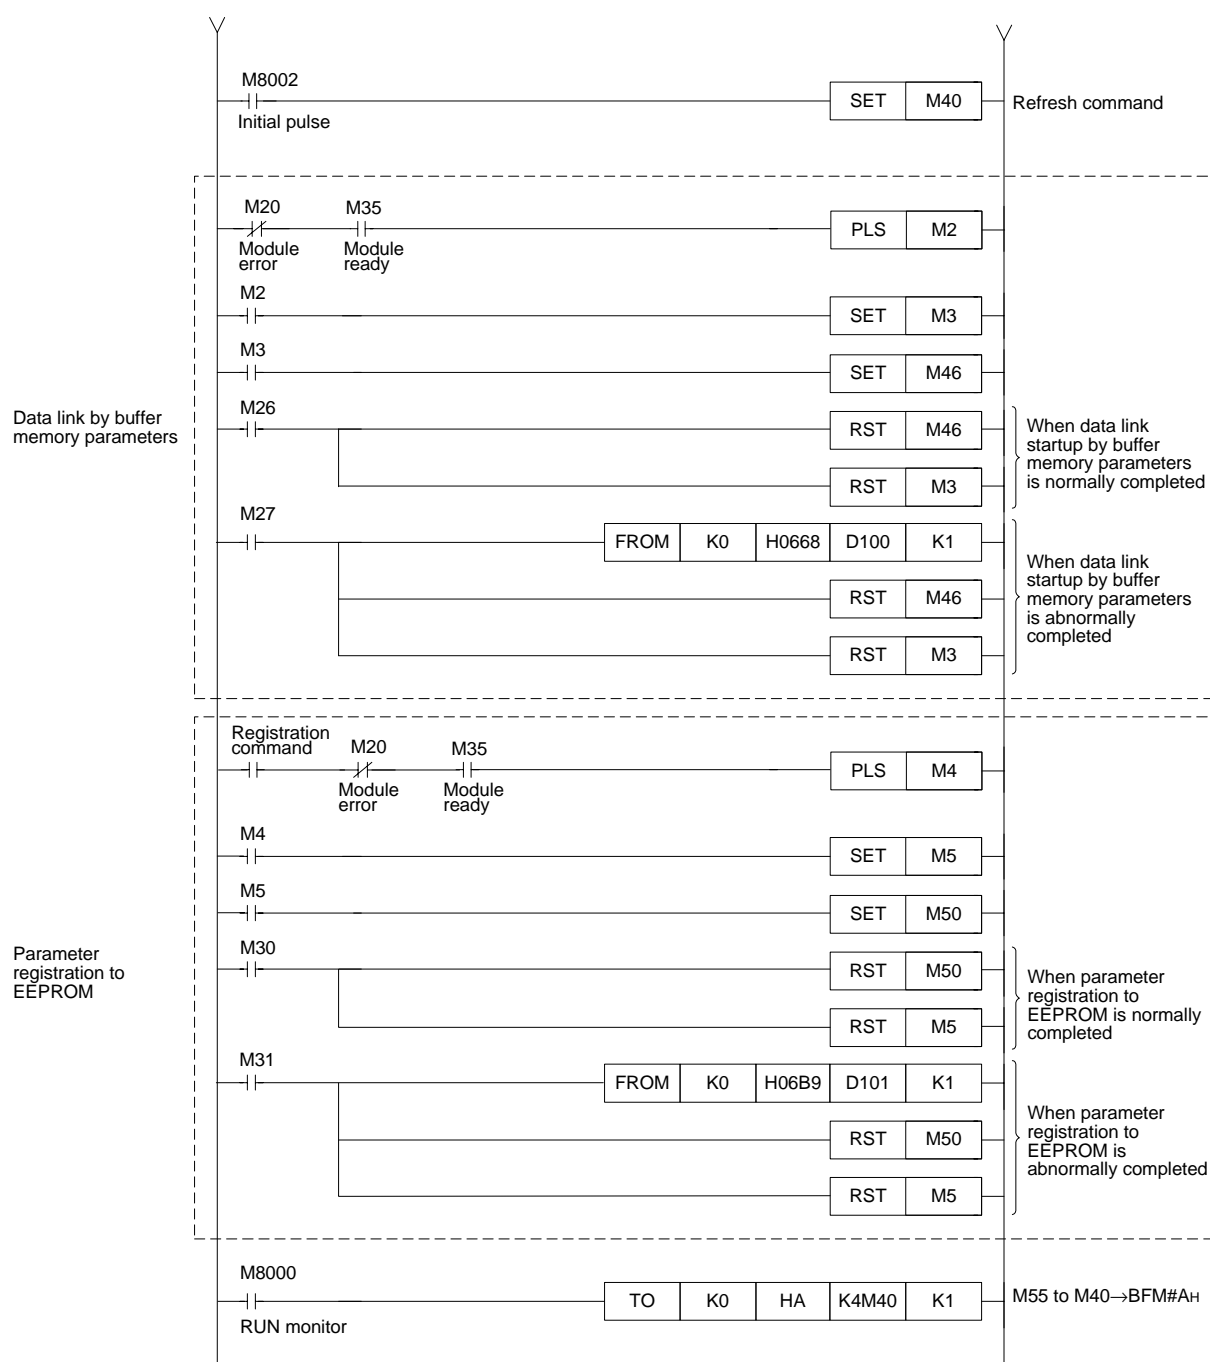 M8002
SET M40 Refresh command
Initial pulse
M20 M35
PLS M2
Module Module
error ready
M2
SET M3
M3
SET M46
Data link by buffer
memory parameters
M26
RST M46
RST M3
When data link
startup by buffer
memory parameters
is normally completed
M27
FROM K0 H0668 D100 K1
RST M46
RST M3
When data link
startup by buffer
memory parameters
is abnormally
completed
Registration
command M20 M35
PLS M4
Module Module
error ready
M4
SET M5
M5
SET M50
Parameter
registration to
EEPROM
M30
RST M50
RST M5
When parameter
registration to
EEPROM is normally
completed
M31
FROM K0 H06B9 D101 K1
RST M50
RST M5
When parameter
registration to
EEPROM is
abnormally completed
M8000
TO K0 HA K4M40 K1 M55 to M40→BFM#AH
RUN monitor